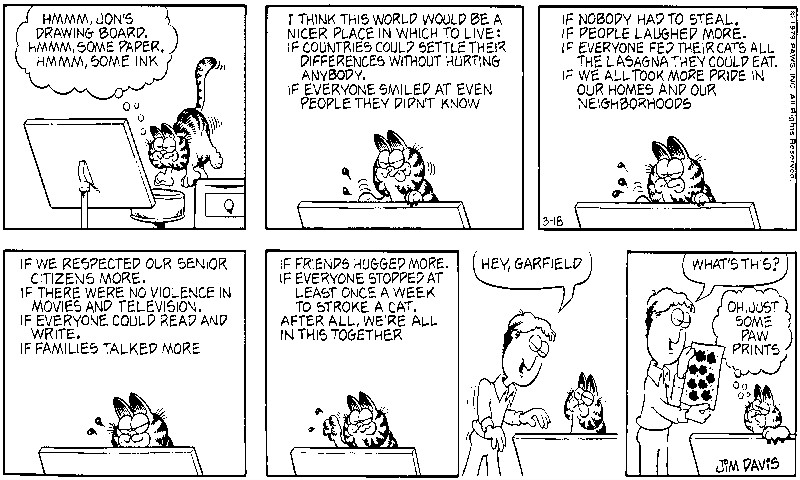 HMMM, JON'S
DRAWING BOARD.
HMMM, SOME PAPER.
HMMM, SOME INK
I THINK THIS WORLD WOULD BE A
NICER PLACE IN WHICH TO LIVE:
IF COUNTRIES COULD SETTLE THEIR
DIFFERENCES WITHOUT HURTING
ANYBODY.
IF EVERYONE SMILED AT EVEN
PEOPLE THEY DIDN'T KNOW
IF NOBODY HAD TO STEAL.
IF PEOPLE LAUGHED MORE.
IF EVERYONE FED THEIR CATS ALL
THE LASAGNA THEY COULD EAT.
IF WE ALL TOOK MORE PRIDE IN
OUR HOMES AND OUR
NEIGHBORHOODS
3-18
© 1979 PAWS, INC. All Rights Reserved.
IF WE RESPECTED OUR SENIOR
CITIZENS MORE.
IF THERE WERE NO VIOLENCE IN
MOVIES AND TELEVISION.
IF EVERYONE COULD READ AND
WRITE.
IF FAMILIES TALKED MORE
IF FRIENDS HUGGED MORE.
IF EVERYONE STOPPED AT
LEAST ONCE A WEEK
TO STROKE A CAT.
AFTER ALL, WE'RE ALL
IN THIS TOGETHER
HEY, GARFIELD
WHAT'S THIS?
OH, JUST
SOME
PAW
PRINTS
JIM DAVIS